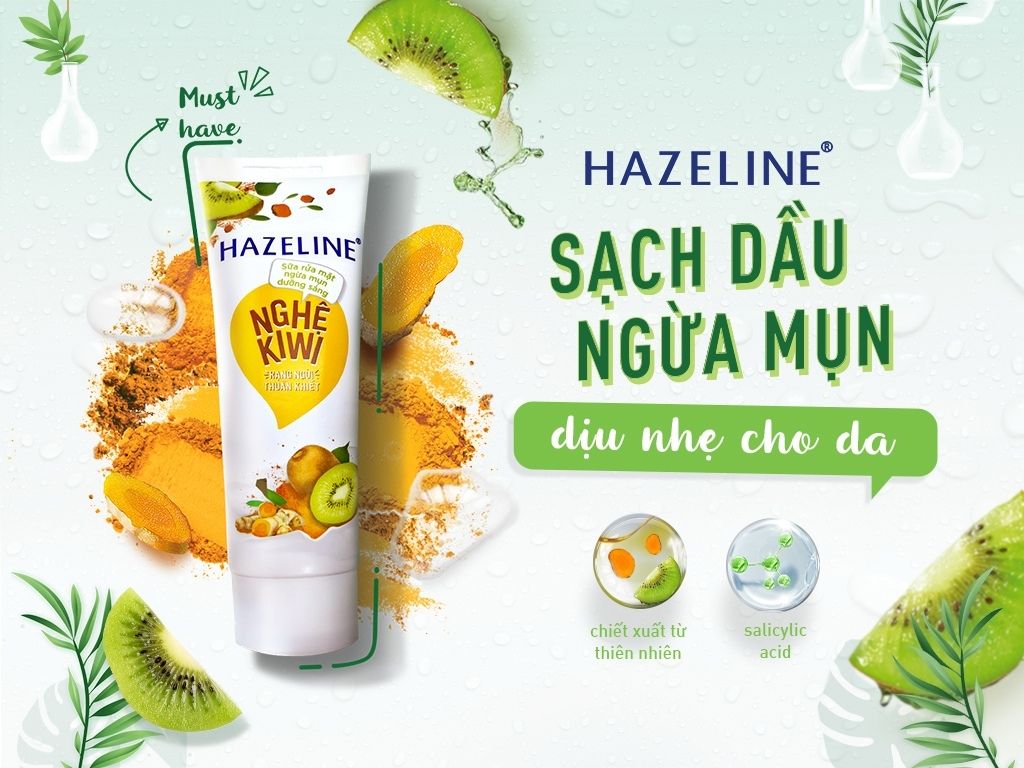 Must
have
HAZELINE®
Sữa rửa mặt
ngừa mụn
dưỡng sáng
NGHỆ
KIWI
RẠNG NGỜI
THUẦN KHIẾT
HAZELINE®
SẠCH DẦU
NGỪA MỤN
dịu nhẹ cho da
chiết xuất từ
thiên nhiên
salicylic
acid